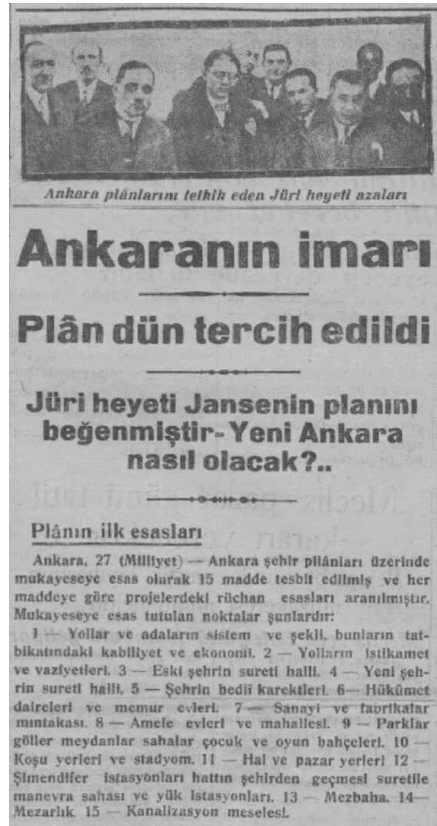 Ankara plânlarını tetkik eden Jüri heyeti azaları
Ankaranın imarı
Plân dün tercih edildi
Jüri heyeti Jansenin planını
beğenmiştir- Yeni Ankara
nasıl olacak?..
Plânın ilk esasları
Ankara, 27 (Milliyet) — Ankara şehir pilânları üzerinde
mukayeseye esas olarak 15 madde tesbit edilmiş ve her
maddeye göre projelerdeki rüchan esasları aranılmıştır.
Mukayeseye esas tutulan noktalar şunlardır:
1 — Yollar ve adaların sistem ve şekil, bunların tat-
bikatındaki kabiliyet ve ekonomi. 2 — Yolların istikamet
ve vaziyetleri. 3 — Eski şehrin sureti halli. 4 — Yeni şeh-
rin sureti halli. 5 — Şehrin bedii karektleri. 6— Hükûmet
daireleri ve memur evleri. 7 — Sanayi ve fabrikalar
mıntakası. 8 — Amele evleri ve mahallesi. 9 — Parklar
göller meydanlar sahalar çocuk ve oyun bahçeleri. 10 —
Koşu yerleri ve stadyom. 11 — Hal ve pazar yerleri 12 —
Şimendifer istasyonları hattın şehirden geçmesi suretile
manevra sahası ve yük istasyonları. 13 — Mezbaha. 14—
Mezarlık 15 — Kanalizasyon meselesi.